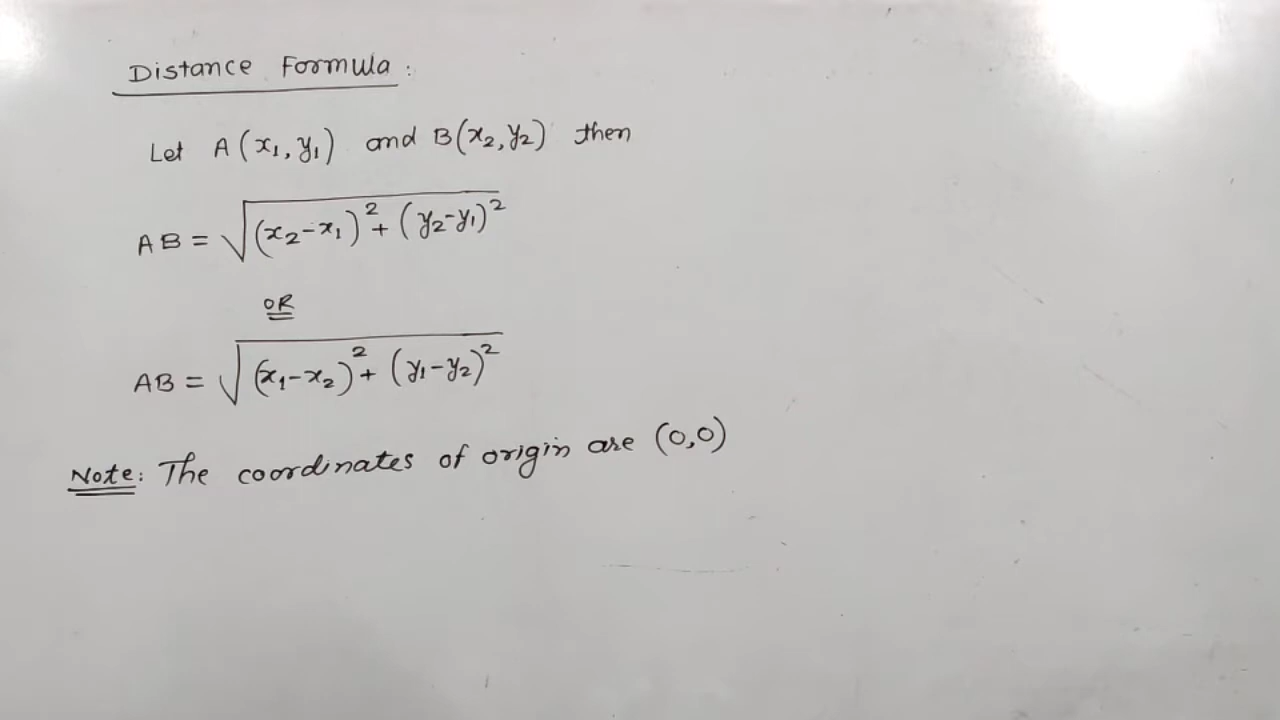 Distance Formula:
Let A(x₁, y₁) and B(x₂, y₂) then
AB = √(x₂-x₁)² + (y₂-y₁)²
OR
AB = √(x₁-x₂)² + (y₁-y₂)²
Note: The coordinates of origin are (0,0)